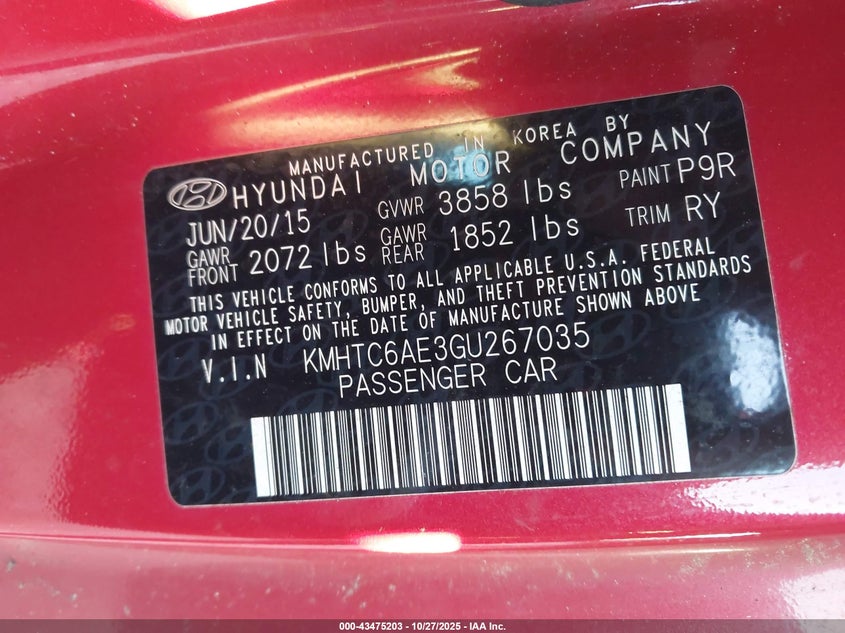 MANUFACTURED IN KOREA BY
HYUNDAI MOTOR COMPANY
JUN/20/15 GVWR 3858 lbs PAINT P9R
GAWR FRONT 2072 lbs GAWR REAR 1852 lbs TRIM RY
THIS VEHICLE CONFORMS TO ALL APPLICABLE U.S.A. FEDERAL
MOTOR VEHICLE SAFETY, BUMPER, AND THEFT PREVENTION STANDARDS
IN EFFECT ON THE DATE OF MANUFACTURE SHOWN ABOVE
V.I.N KMHTC6AE3GU267035
PASSENGER CAR
000-43475203 - 10/27/2025 - IAA Inc.